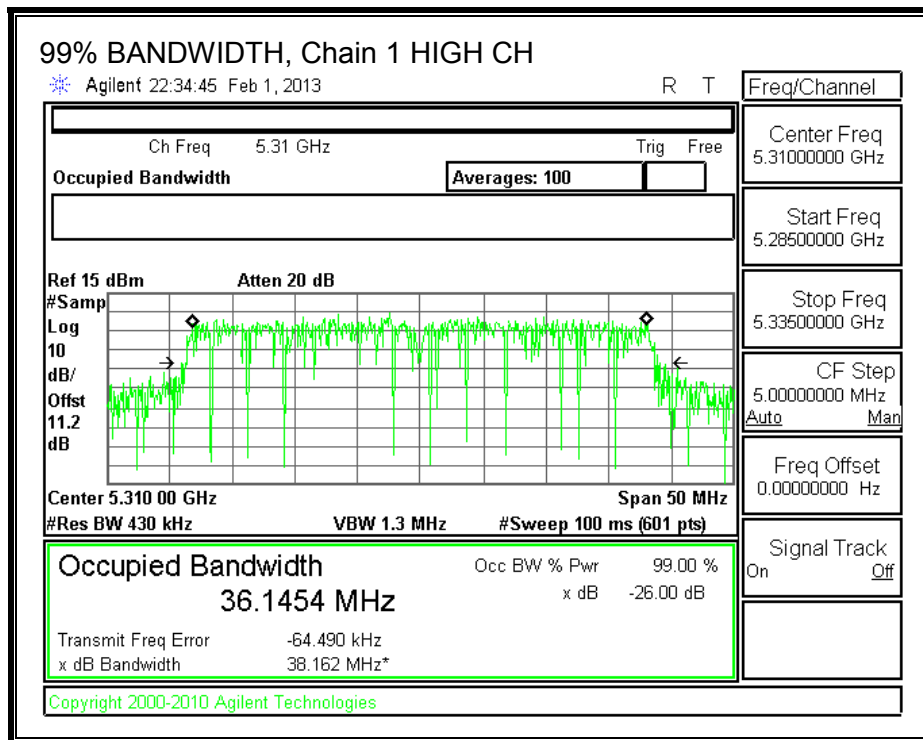 99% BANDWIDTH, Chain 1 HIGH CH
Agilent 22:34:45 Feb 1, 2013 R T
Ch Freq 5.31 GHz Trig Free
Occupied Bandwidth Averages: 100
Ref 15 dBm Atten 20 dB
#Samp
Log
10
dB/
Offst
11.2
dB
Center 5.310 00 GHz Span 50 MHz
#Res BW 430 kHz VBW 1.3 MHz #Sweep 100 ms (601 pts)
Occupied Bandwidth Occ BW % Pwr 99.00 %
36.1454 MHz x dB -26.00 dB
Transmit Freq Error -64.490 kHz
x dB Bandwidth 38.162 MHz*
Copyright 2000-2010 Agilent Technologies
Freq/Channel
Center Freq
5.31000000 GHz
Start Freq
5.28500000 GHz
Stop Freq
5.33500000 GHz
CF Step
5.00000000 MHz
Auto Man
Freq Offset
0.00000000 Hz
Signal Track
On Off